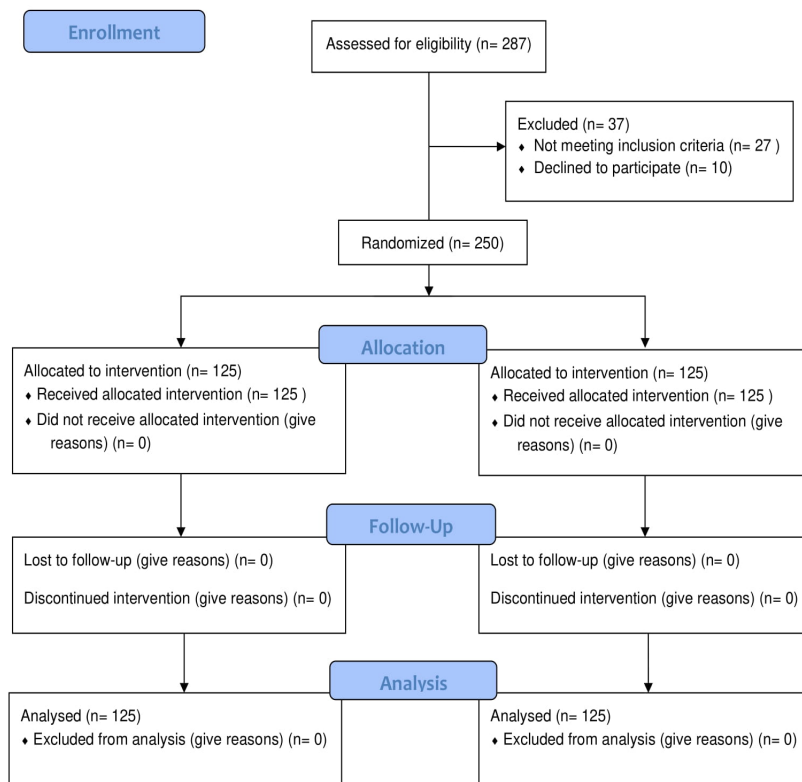 Enrollment
Assessed for eligibility (n= 287)
Excluded (n= 37)
♦ Not meeting inclusion criteria (n= 27 )
♦ Declined to participate (n= 10)
Randomized (n= 250)
Allocation
Allocated to intervention (n= 125)
♦ Received allocated intervention (n= 125 )
♦ Did not receive allocated intervention (give
reasons) (n= 0)
Allocated to intervention (n= 125)
♦ Received allocated intervention (n= 125 )
♦ Did not receive allocated intervention (give
reasons) (n= 0)
Follow-Up
Lost to follow-up (give reasons) (n= 0)
Discontinued intervention (give reasons) (n= 0)
Lost to follow-up (give reasons) (n= 0)
Discontinued intervention (give reasons) (n= 0)
Analysis
Analysed (n= 125)
♦ Excluded from analysis (give reasons) (n= 0)
Analysed (n= 125)
♦ Excluded from analysis (give reasons) (n= 0)